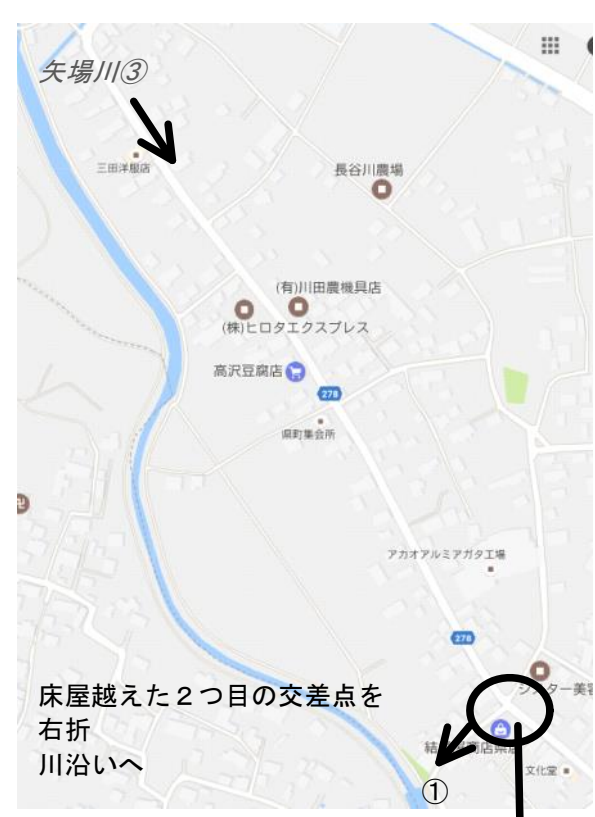 矢場川③
三田洋服店
長谷川農場
(有)川田農機具店
(株)ヒロタエクスプレス
高沢豆腐店
278
県町集会所
アカオアルミアガタ工場
278
床屋越えた２つ目の交差点を
右折
川沿いへ
文化堂
①